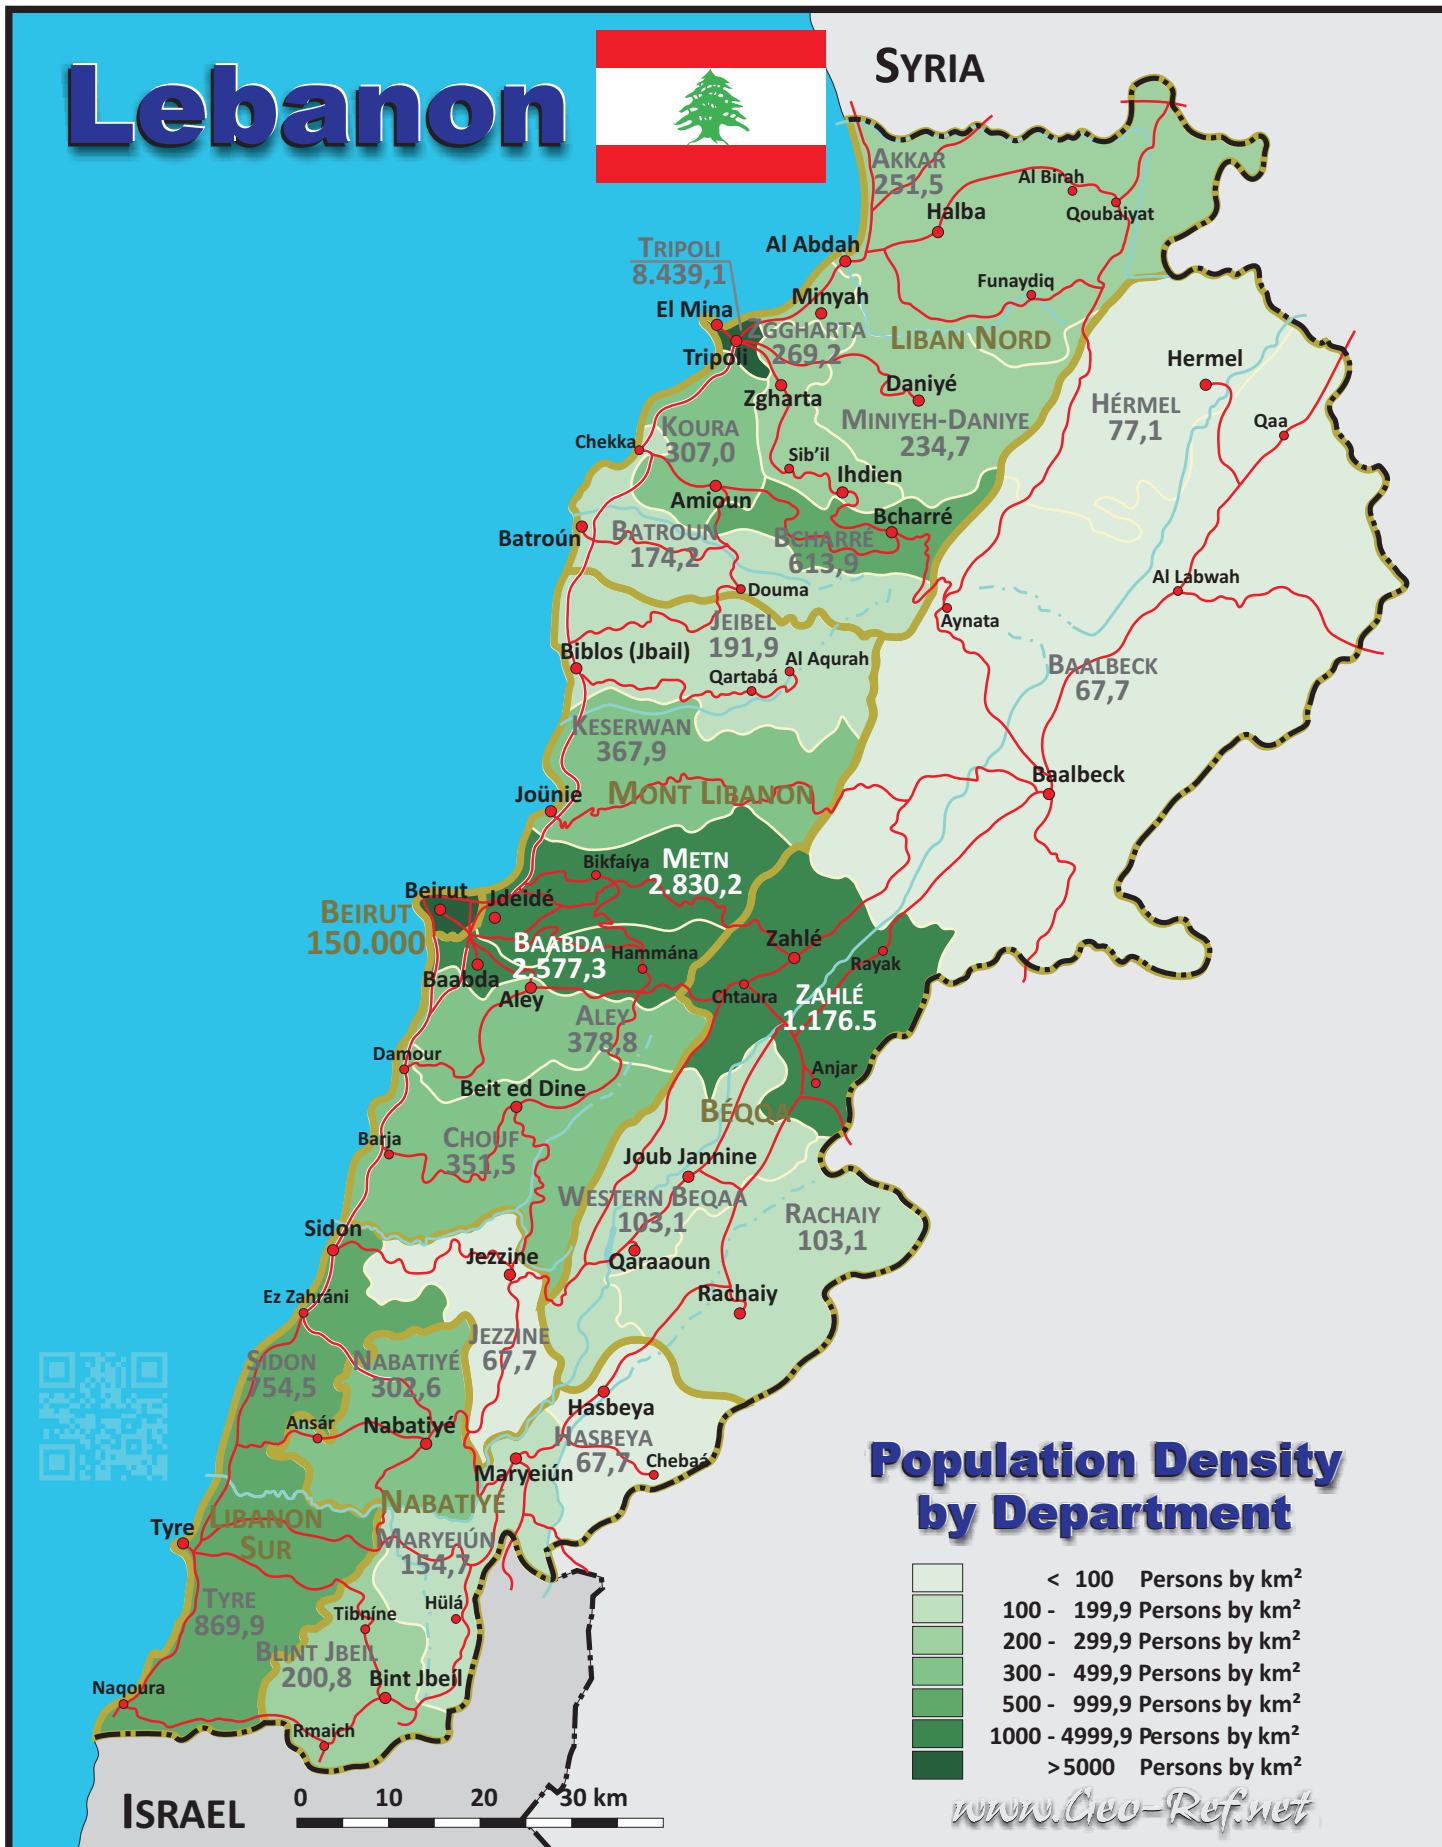 Lebanon
SYRIA
AKKAR
251,5
Al Birah
Qoubaiyat
Halba
TRIPOLI
8.439,1
Al Abdah
Funaydiq
Minyah
El Mina
ZGGHARTA
269,2
LIBAN NORD
Tripoli
Hermel
Zgharta
Daniyé
HÉRMEL
77,1
MINIYEH-DANIYE
234,7
Qaa
KOURA
307,0
Chekka
Sib'il
Ihdien
Amioun
Bcharré
BATROUN
174,2
Batroún
BCHARRÉ
613,9
Douma
Al Labwah
Aynata
JEIBEL
191,9
Biblos (Jbail)
Al Aqurah
Qartabá
BAALBECK
67,7
KESERWAN
367,9
Baalbeck
Joünie
MONT LIBANON
Bikfaíya
METN
2.830,2
Beirut
Jdeidé
BEIRUT
150.000
BAABDA
2.577,3
Hammána
Zahlé
Rayak
Baabda
Aley
Chtaura
ZAHLÉ
1.176.5
ALEY
378,8
Damour
Anjar
Beit ed Dine
BÉQQA
Barja
CHOUF
351,5
Joub Jannine
WESTERN BEQAA
103,1
RACHAIY
103,1
Sidon
Jezzine
Qaraaoun
Ez Zahráni
Rachaiy
JEZZINE
67,7
SIDON
754,5
NABATIYÉ
302,6
Hasbeya
Ansár
Nabatiyé
HASBEYA
67,7
Maryeiún
Chebaá
NABATIYÉ
LIBANON
SUR
Tyre
MARYEIÚN
154,7
TYRE
869,9
Tibníne
Hülá
BLINT JBEIL
200,8
Bint Jbeíl
Naqoura
Rmaich
ISRAEL
0 10 20 30 km
Population Density
by Department
< 100 Persons by km²
100 - 199,9 Persons by km²
200 - 299,9 Persons by km²
300 - 499,9 Persons by km²
500 - 999,9 Persons by km²
1000 - 4999,9 Persons by km²
>5000 Persons by km²
www.Geo-Ref.net